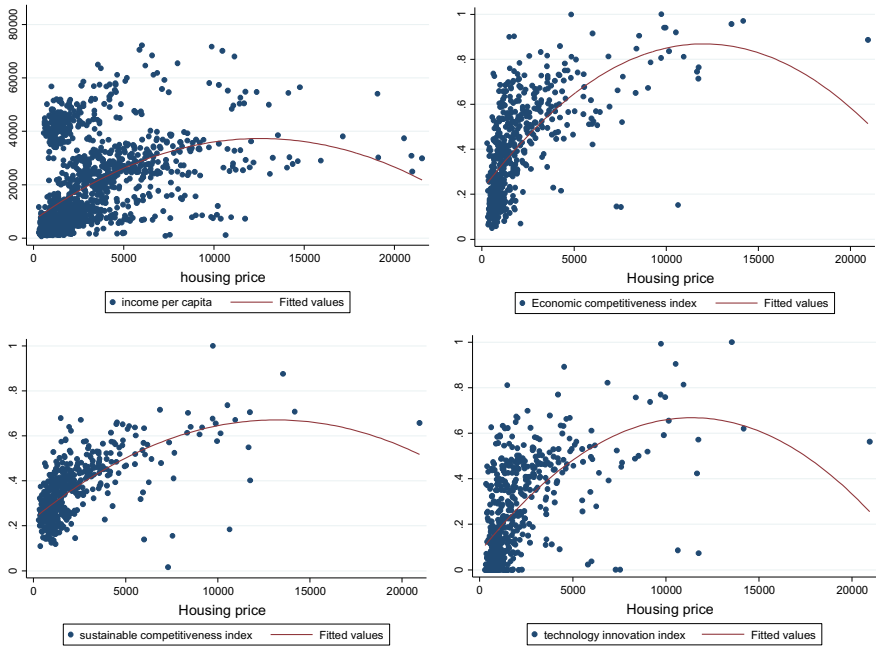 80000
60000
40000
20000
0
0 5000 10000 15000 20000
housing price
income per capita Fitted values
1
.8
.6
.4
.2
0
0 5000 10000 15000 20000
Housing price
Economic competitiveness index Fitted values
1
.8
.6
.4
.2
0
0 5000 10000 15000 20000
Housing price
sustainable competitiveness index Fitted values
1
.8
.6
.4
.2
0
0 5000 10000 15000 20000
Housing price
technology innovation index Fitted values